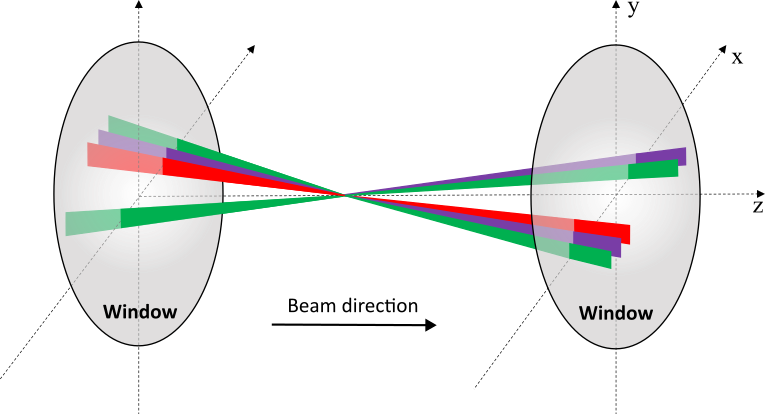 y
x
z
Window
Beam direction
Window